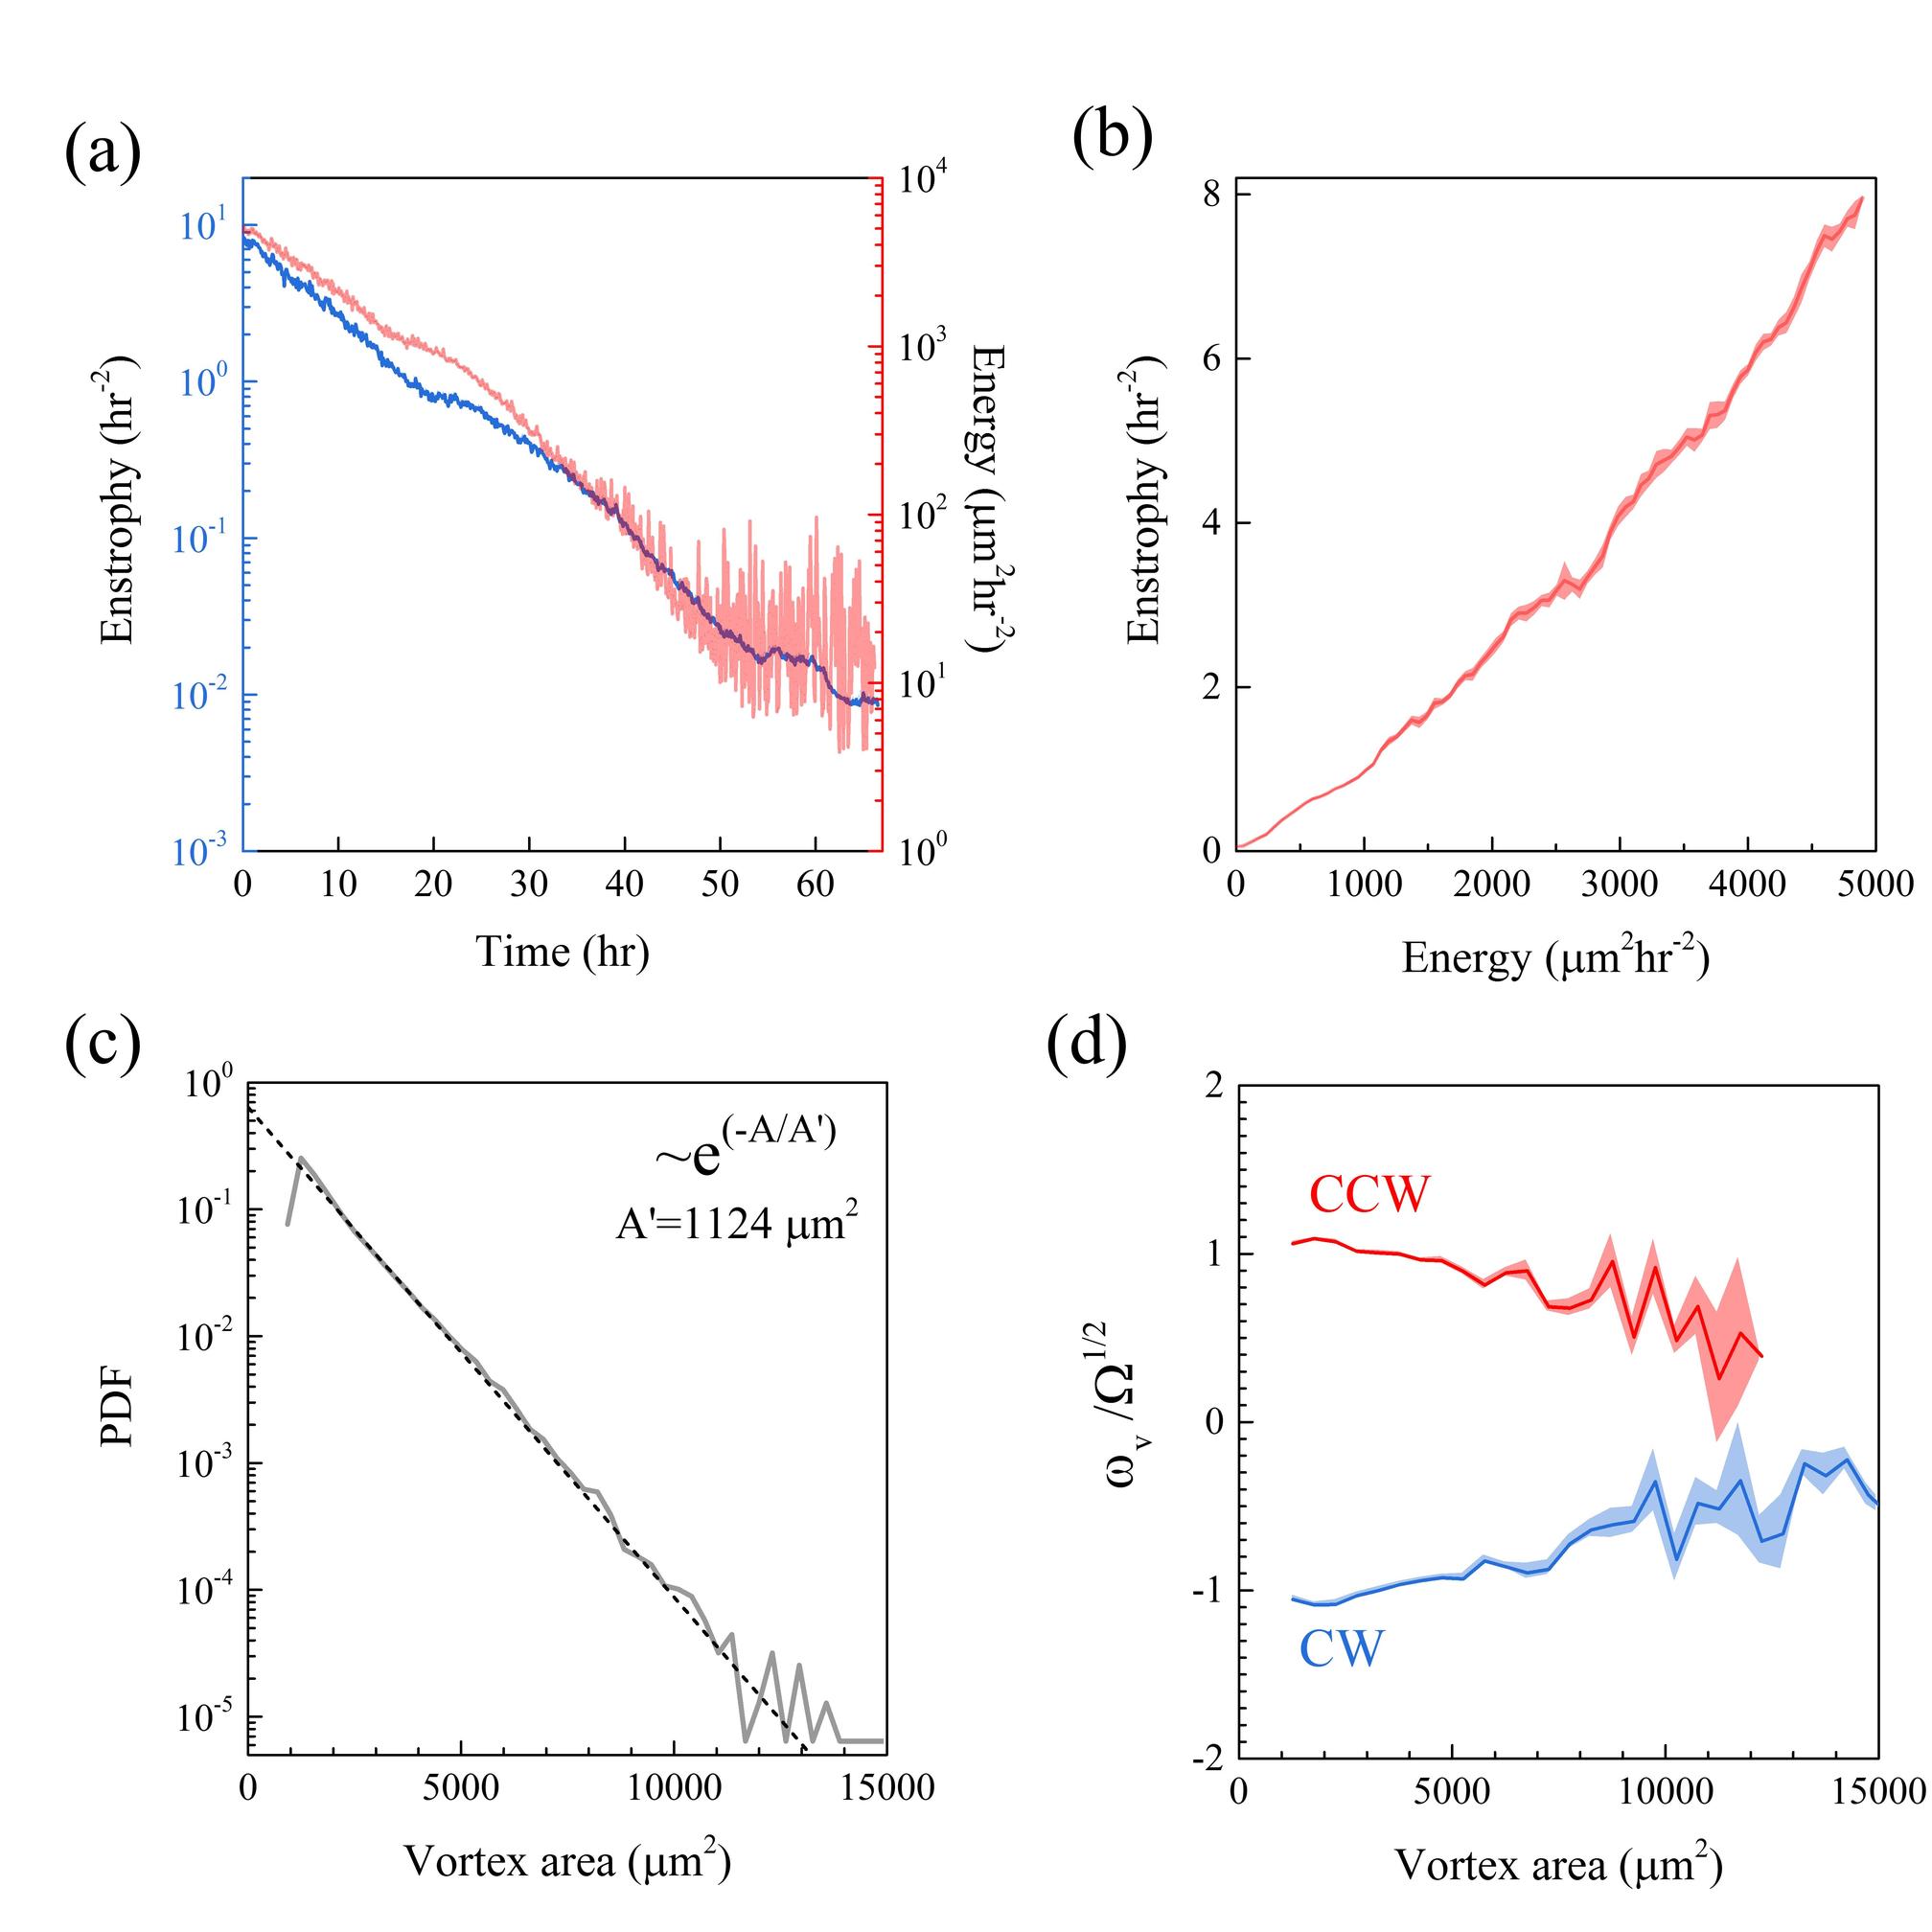 (a)
10^1
10^0
10^-1
10^-2
10^-3
Enstrophy (hr^-2)
10^4
10^3
10^2
10^1
10^0
Energy (μm^2hr^-2)
0 10 20 30 40 50 60
Time (hr)
(b)
8
6
4
2
0
Enstrophy (hr^-2)
0 1000 2000 3000 4000 5000
Energy (μm^2hr^-2)
(c)
10^0
10^-1
10^-2
10^-3
10^-4
10^-5
PDF
~e^(-A/A')
A'=1124 μm^2
0 5000 10000 15000
Vortex area (μm^2)
(d)
2
1
0
-1
-2
ω_v /Ω^1/2
CCW
CW
0 5000 10000 15000
Vortex area (μm^2)